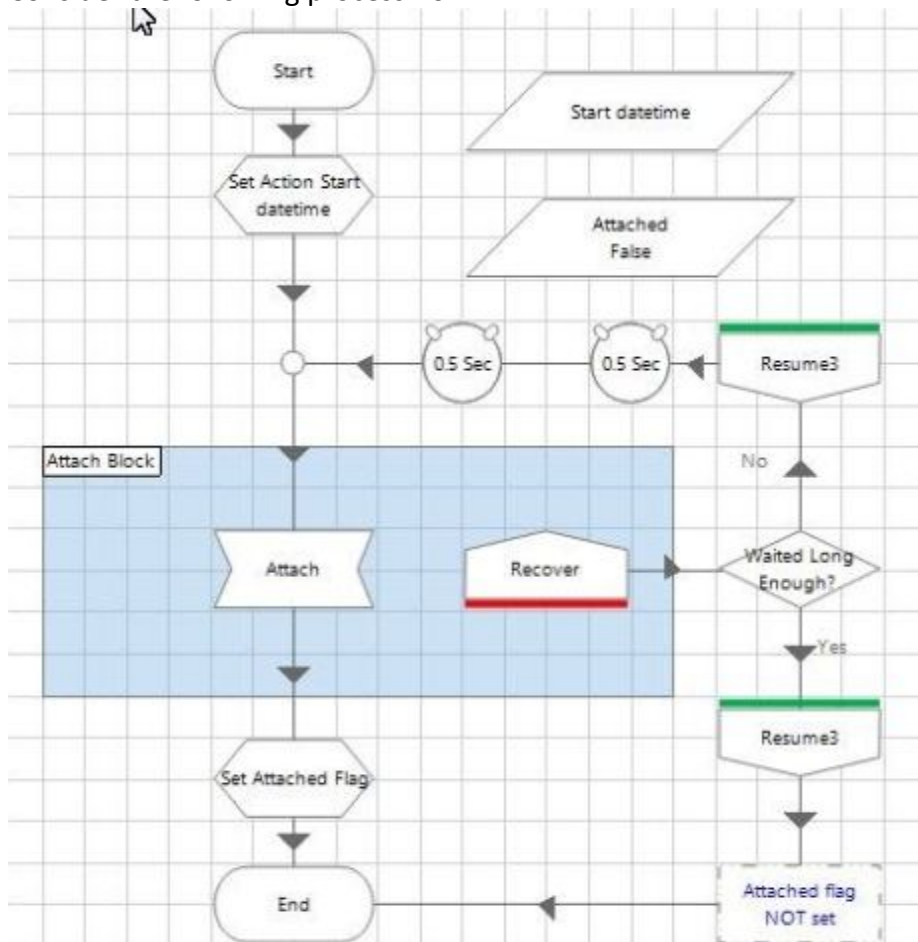 Start
Start datetime
Set Action Start
datetime
Attached
False
0.5 Sec
0.5 Sec
Resume3
Attach Block
No
Attach
Recover
Waited Long
Enough?
Yes
Resume3
Set Attached Flag
End
Attached flag
NOT set